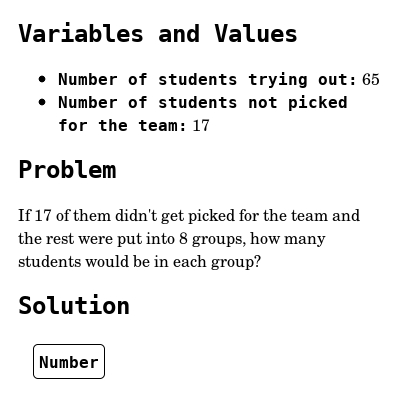 Variables and Values
• Number of students trying out: 65
• Number of students not picked
for the team: 17
Problem
If 17 of them didn't get picked for the team and
the rest were put into 8 groups, how many
students would be in each group?
Solution
Number